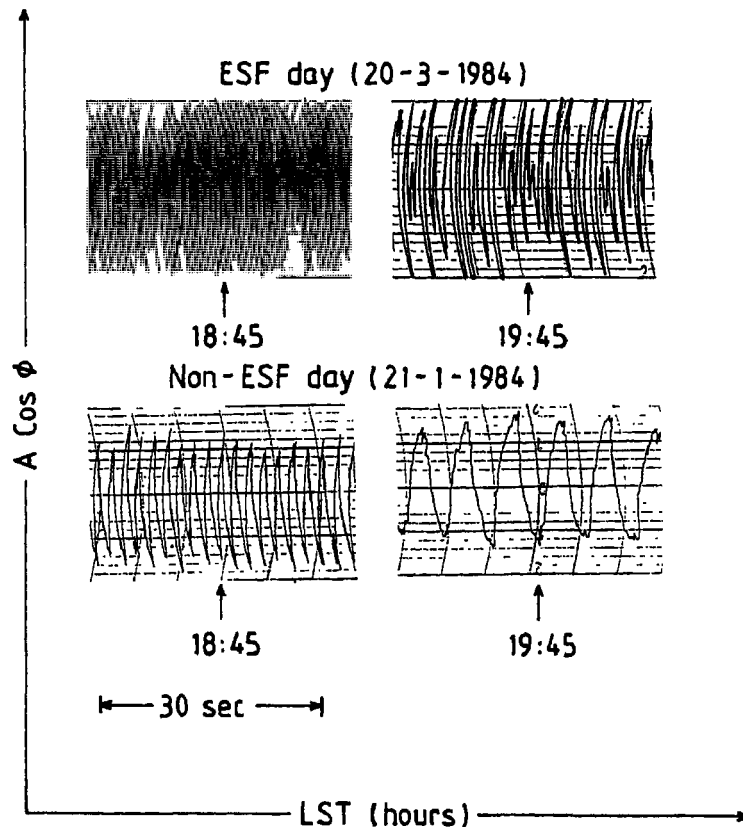 ESF day (20-3-1984)
18:45
19:45
Non-ESF day (21-1-1984)
18:45
19:45
30 sec
A Cos ϕ
LST (hours)